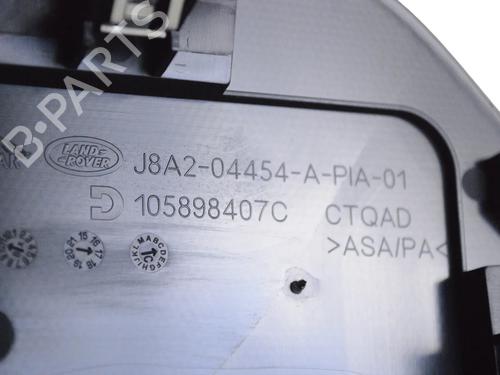 B-PARTS
LAND-
ROVER
J8A2-04454-A-PIA-01
105898407C
CTQAD
>ASA/PA<